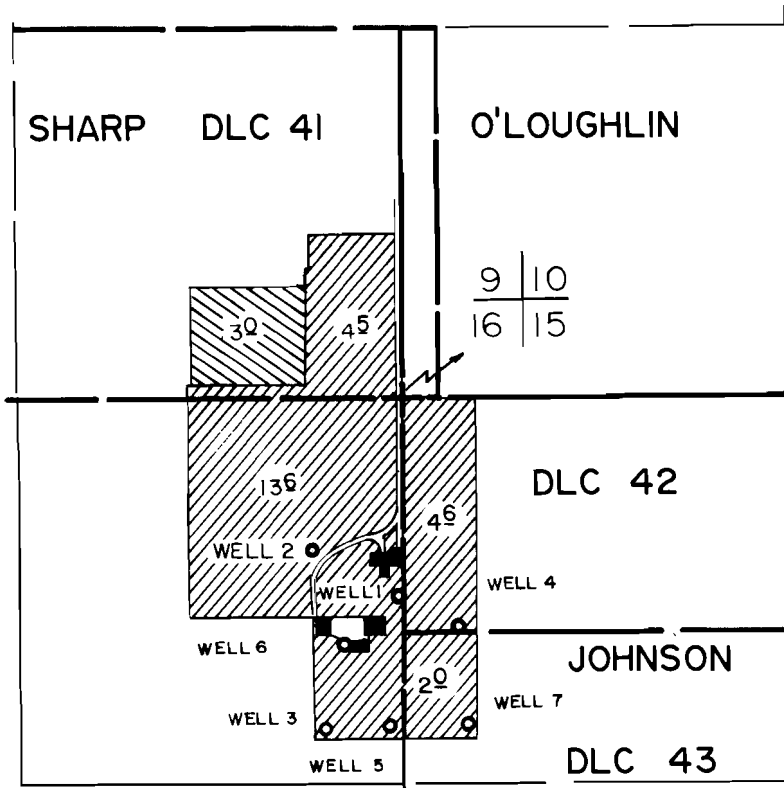 SHARP DLC 41 O'LOUGHLIN
9 10
16 15
3 0
4 5
13 6
DLC 42
4 6
WELL 2
WELL 1
WELL 4
WELL 6
JOHNSON
2 0
WELL 7
WELL 3
WELL 5
DLC 43